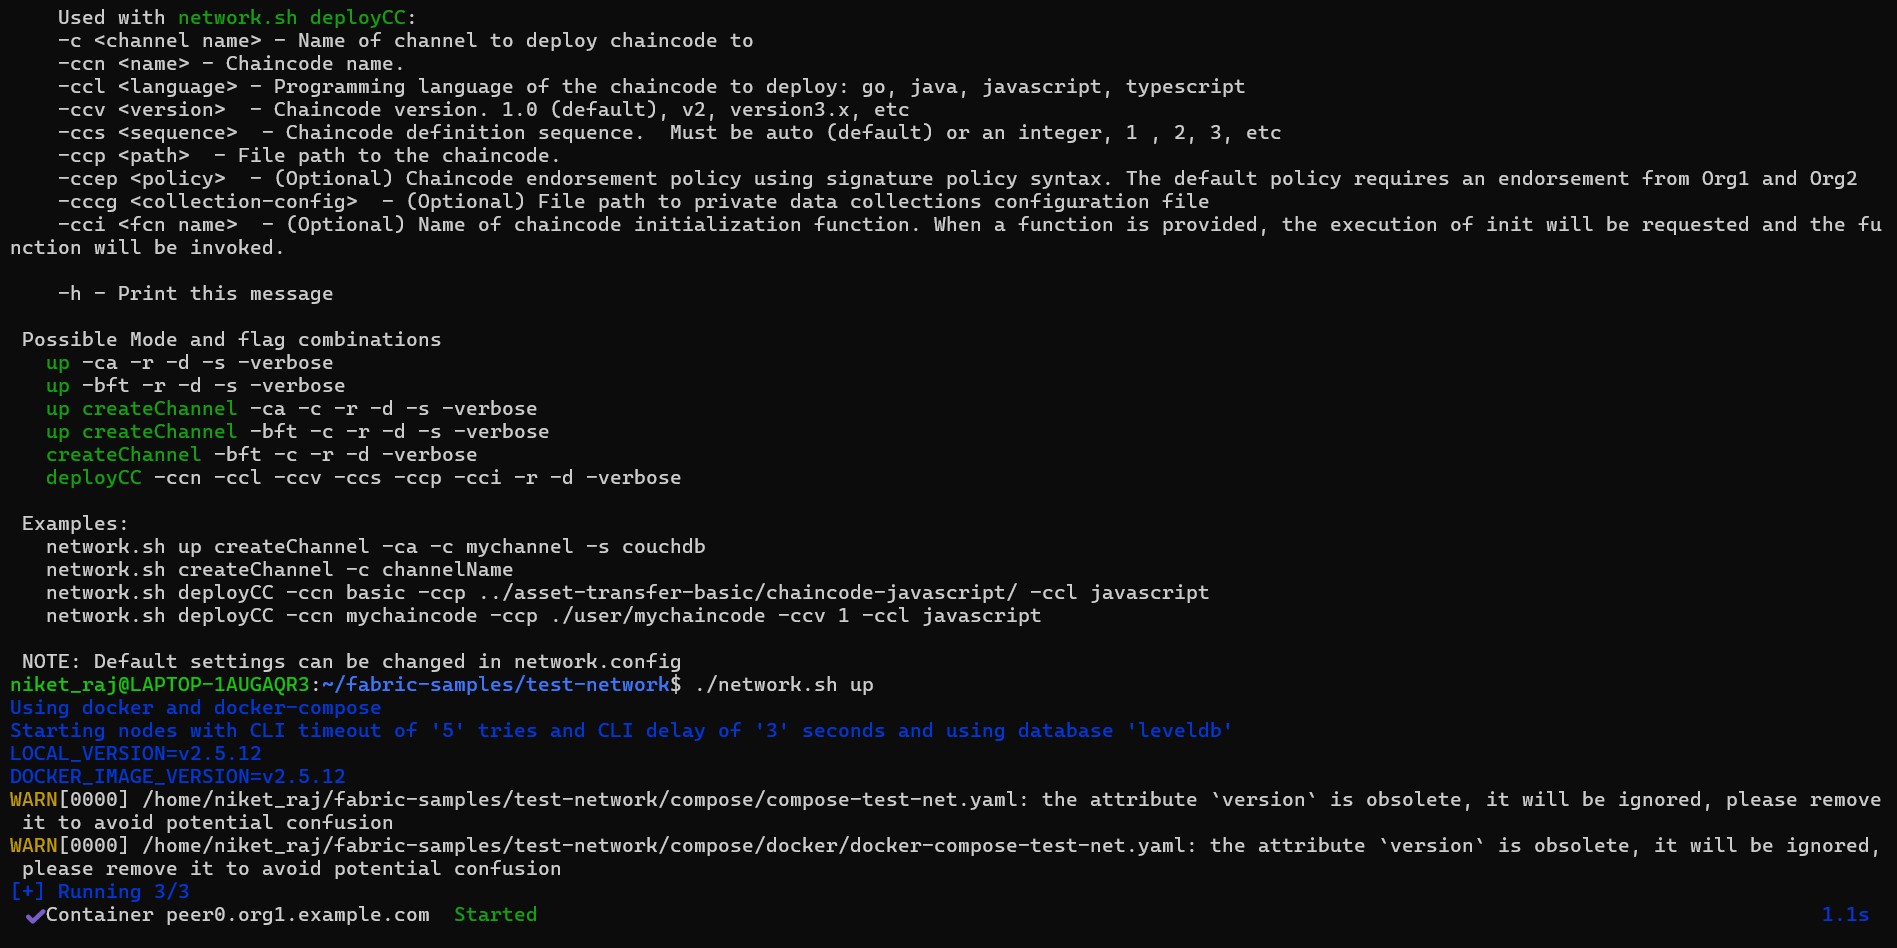 Used with network.sh deployCC:
-c <channel name> - Name of channel to deploy chaincode to
-ccn <name> - Chaincode name.
-ccl <language> - Programming language of the chaincode to deploy: go, java, javascript, typescript
-ccv <version>  - Chaincode version. 1.0 (default), v2, version3.x, etc
-ccs <sequence>  - Chaincode definition sequence.  Must be auto (default) or an integer, 1 , 2, 3, etc
-ccp <path>  - File path to the chaincode.
-ccep <policy>  - (Optional) Chaincode endorsement policy using signature policy syntax. The default policy requires an endorsement from Org1 and Org2
-cccg <collection-config>  - (Optional) File path to private data collections configuration file
-cci <fcn name>  - (Optional) Name of chaincode initialization function. When a function is provided, the execution of init will be requested and the fu
nction will be invoked.
-h - Print this message
Possible Mode and flag combinations
up -ca -r -d -s -verbose
up -bft -r -d -s -verbose
up createChannel -ca -c -r -d -s -verbose
up createChannel -bft -c -r -d -s -verbose
createChannel -bft -c -r -d -verbose
deployCC -ccn -ccl -ccv -ccs -ccp -cci -r -d -verbose
Examples:
network.sh up createChannel -ca -c mychannel -s couchdb
network.sh createChannel -c channelName
network.sh deployCC -ccn basic -ccp ../asset-transfer-basic/chaincode-javascript/ -ccl javascript
network.sh deployCC -ccn mychaincode -ccp ./user/mychaincode -ccv 1 -ccl javascript
NOTE: Default settings can be changed in network.config
niket_raj@LAPTOP-1AUGAQR3:~/fabric-samples/test-network$ ./network.sh up
Using docker and docker-compose
Starting nodes with CLI timeout of '5' tries and CLI delay of '3' seconds and using database 'leveldb'
LOCAL_VERSION=v2.5.12
DOCKER_IMAGE_VERSION=v2.5.12
WARN[0000] /home/niket_raj/fabric-samples/test-network/compose/compose-test-net.yaml: the attribute `version` is obsolete, it will be ignored, please remove
it to avoid potential confusion
WARN[0000] /home/niket_raj/fabric-samples/test-network/compose/docker/docker-compose-test-net.yaml: the attribute `version` is obsolete, it will be ignored,
please remove it to avoid potential confusion
[+] Running 3/3
✔Container peer0.org1.example.com  Started 1.1s